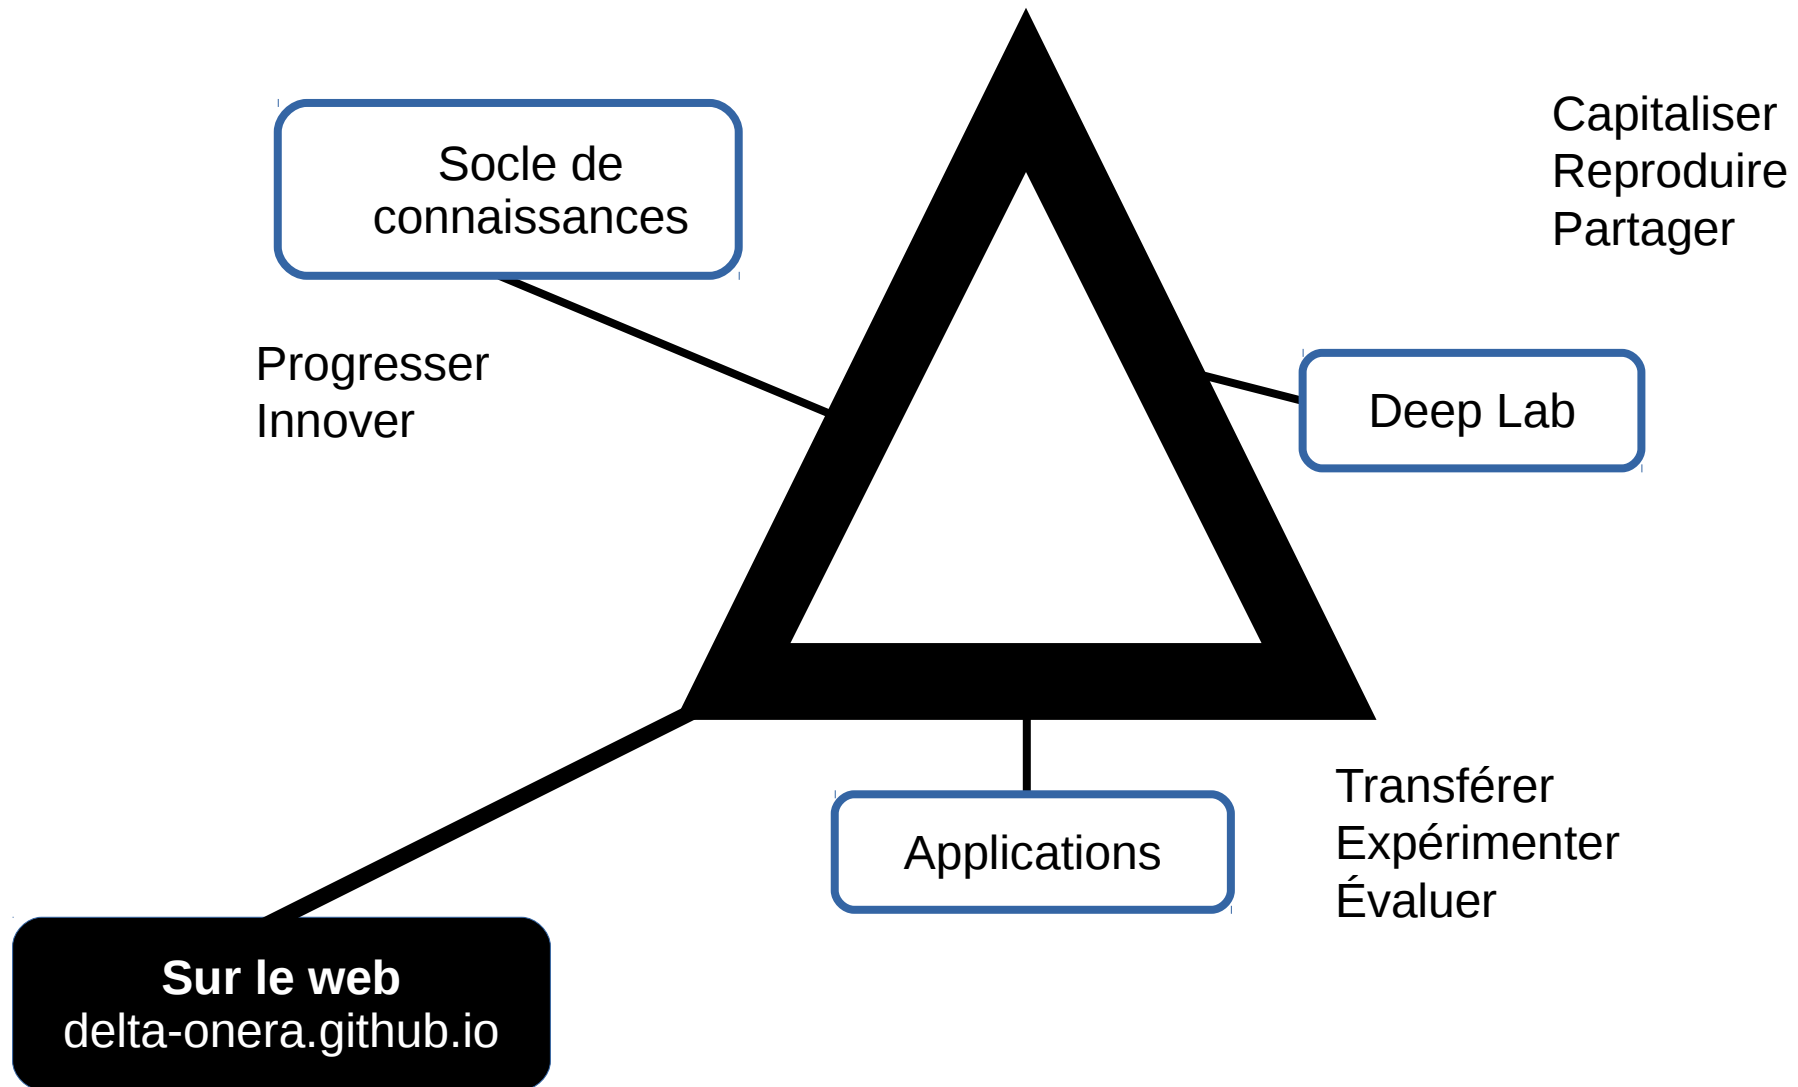 Socle de
connaissances
Progresser
Innover
Capitaliser
Reproduire
Partager
Deep Lab
Applications
Transférer
Expérimenter
Évaluer
Sur le web
delta-onera.github.io